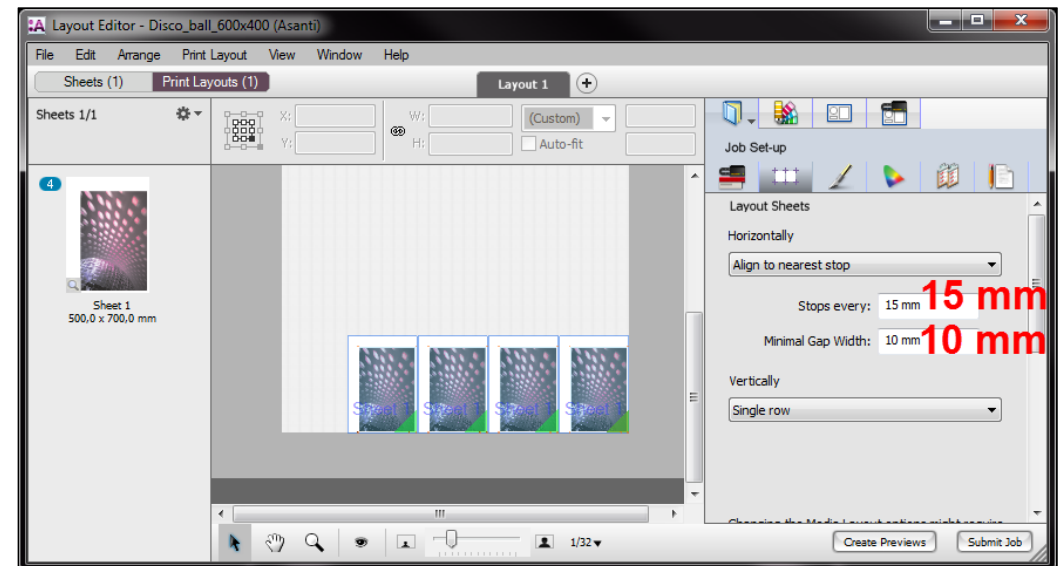 :A Layout Editor - Disco_ball_600x400 (Asanti)
File Edit Arrange Print Layout View Window Help
Sheets (1) Print Layouts (1) Layout 1
Sheets 1/1 X: W: (Custom)
Y: H: Auto-fit
Job Set-up
4
Layout Sheets
Horizontally
Align to nearest stop
Stops every: 15 mm 15 mm
Minimal Gap Width: 10 mm 10 mm
Sheet 1
500,0 x 700,0 mm
Vertically
Single row
Sheet 1 Sheet 1 Sheet 1 Sheet 1
1/32
Create Previews Submit Job